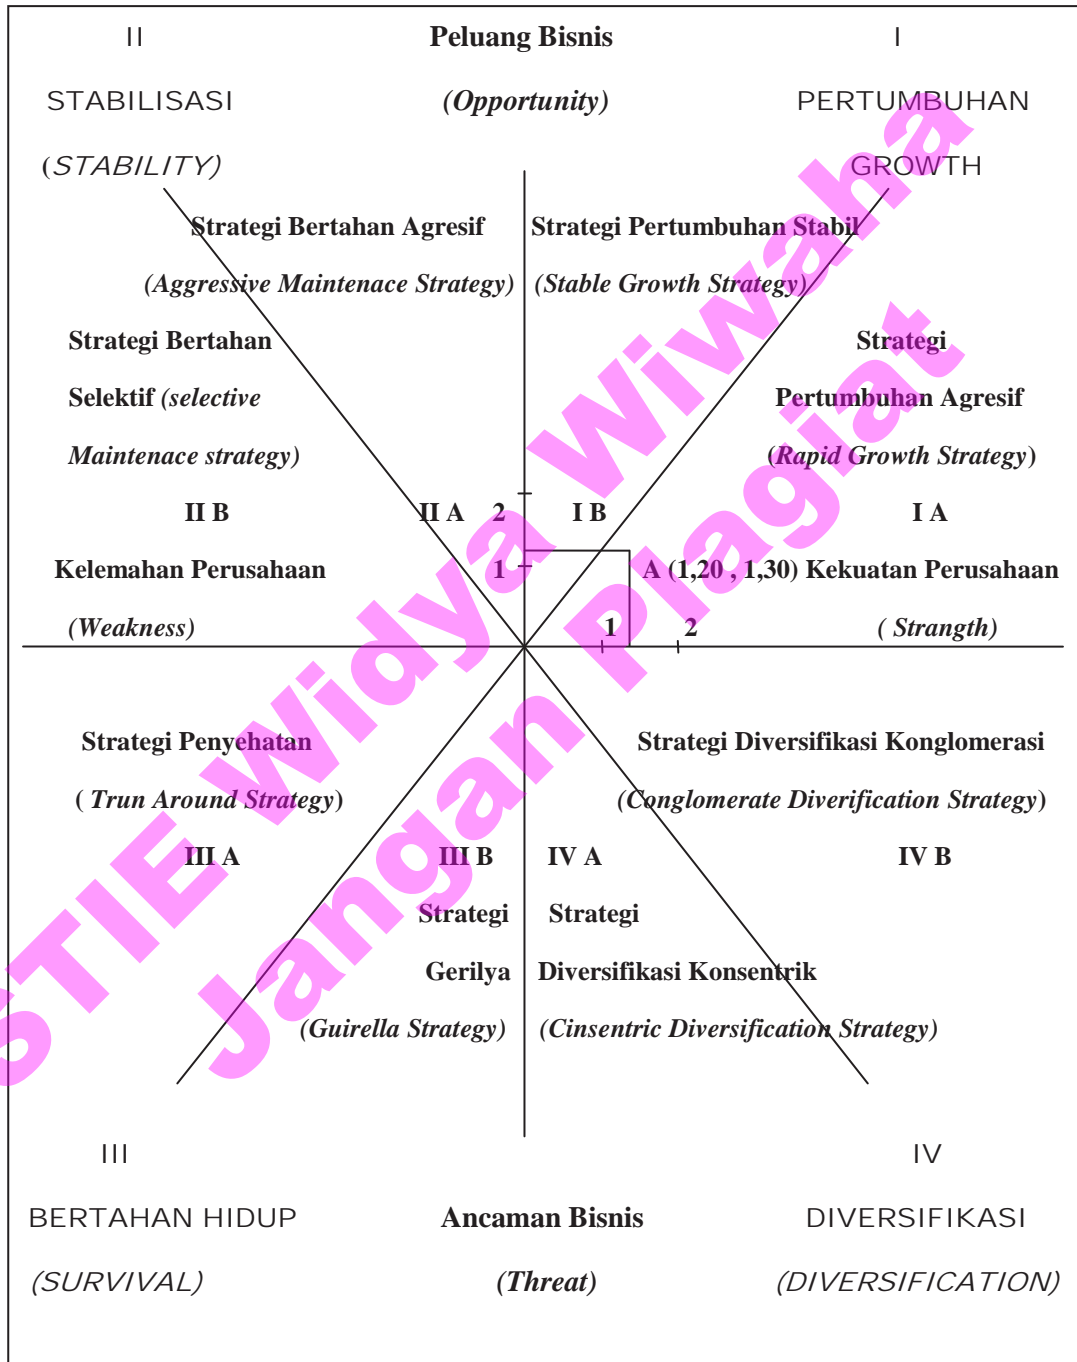 II Peluang Bisnis I
STABILISASI (Opportunity) PERTUMBUHAN
(STABILITY) GROWTH
Strategi Bertahan Agresif Strategi Pertumbuhan Stabil
(Aggressive Maintenace Strategy) (Stable Growth Strategy)
Strategi Bertahan Strategi
Selektif (selective Pertumbuhan Agresif
Maintenace strategy) (Rapid Growth Strategy)
II B II A 2 I B I A
Kelemahan Perusahaan 1 A (1,20 , 1,30) Kekuatan Perusahaan
(Weakness) 1 2 ( Strangth)
Strategi Penyehatan Strategi Diversifikasi Konglomerasi
( Trun Around Strategy) (Conglomerate Diverification Strategy)
III A III B IV A IV B
Strategi Strategi
Gerilya Diversifikasi Konsentrik
(Guirella Strategy) (Cinsentric Diversification Strategy)
III IV
BERTAHAN HIDUP Ancaman Bisnis DIVERSIFIKASI
(SURVIVAL) (Threat) (DIVERSIFICATION)
STIE Widya Wiwaha
Jangan Plagiat